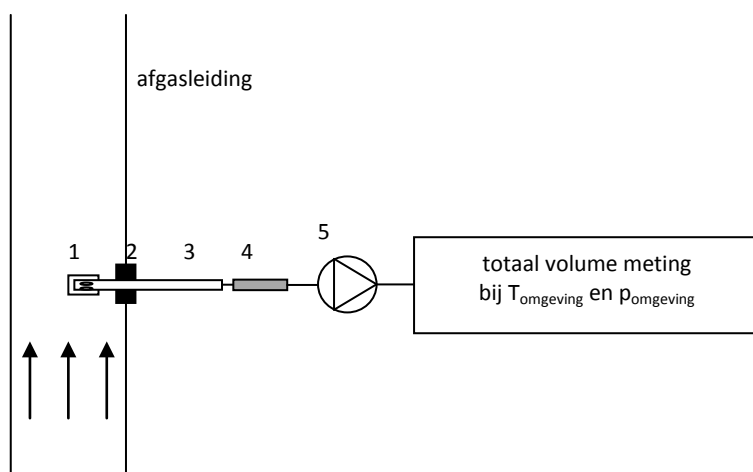 afgasleiding
5
1 2 3 4
totaal volume meting
bij Tomgeving en pomgeving